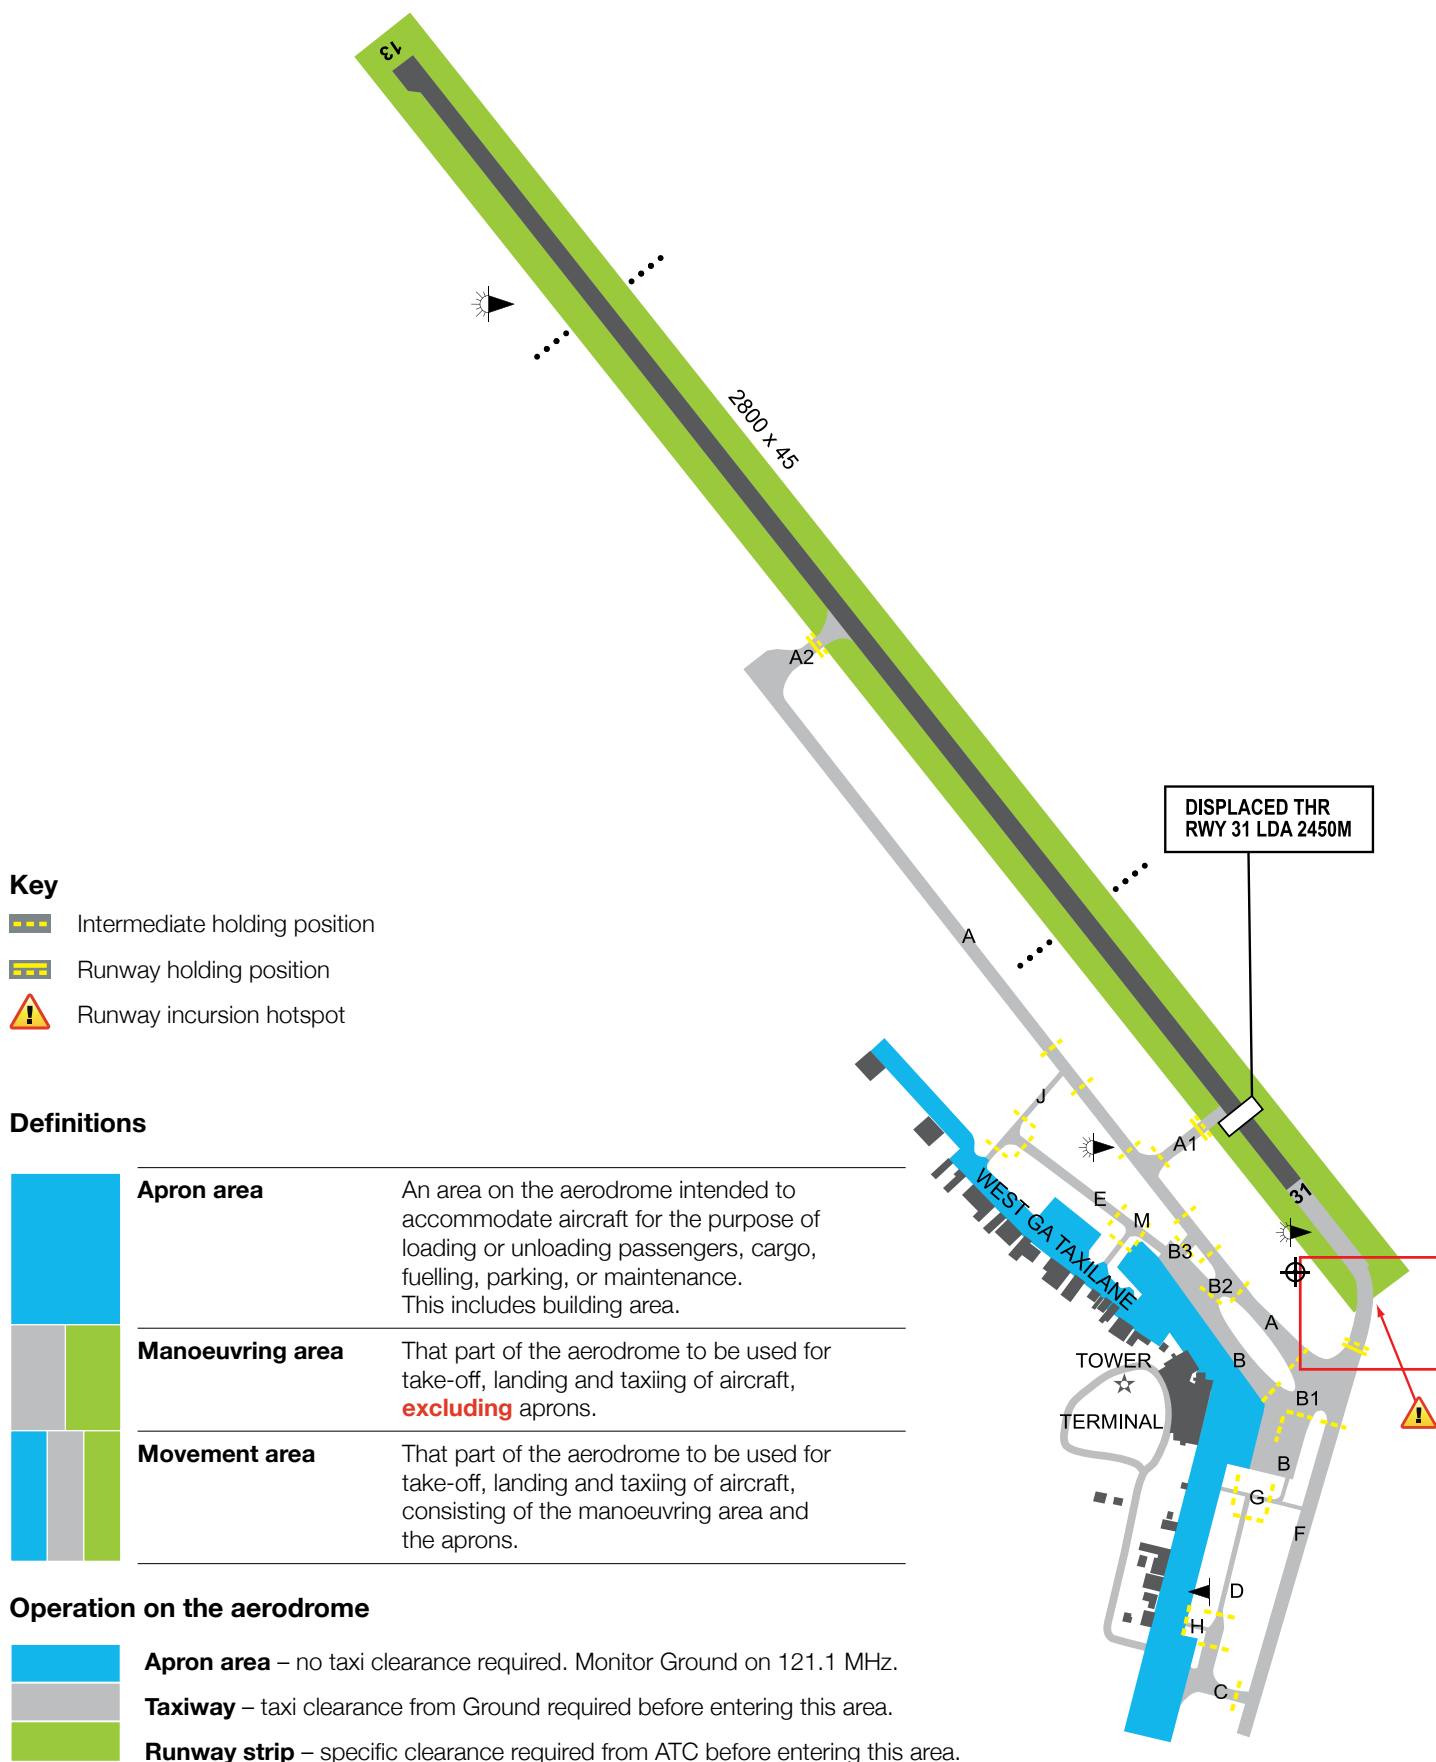 13
2800 x 45
A2
DISPLACED THR
RWY 31 LDA 2450M
Key
Intermediate holding position
Runway holding position
! Runway incursion hotspot
A
J
A1
31
WEST GA TAXILANE
E
M
B3
B2
A
TOWER
B
TERMINAL
B1
!
B
G
F
D
H
C
Definitions
Apron area
An area on the aerodrome intended to
accommodate aircraft for the purpose of
loading or unloading passengers, cargo,
fuelling, parking, or maintenance.
This includes building area.
Manoeuvring area
That part of the aerodrome to be used for
take-off, landing and taxiing of aircraft,
excluding aprons.
Movement area
That part of the aerodrome to be used for
take-off, landing and taxiing of aircraft,
consisting of the manoeuvring area and
the aprons.
Operation on the aerodrome
Apron area – no taxi clearance required. Monitor Ground on 121.1 MHz.
Taxiway – taxi clearance from Ground required before entering this area.
Runway strip – specific clearance required from ATC before entering this area.